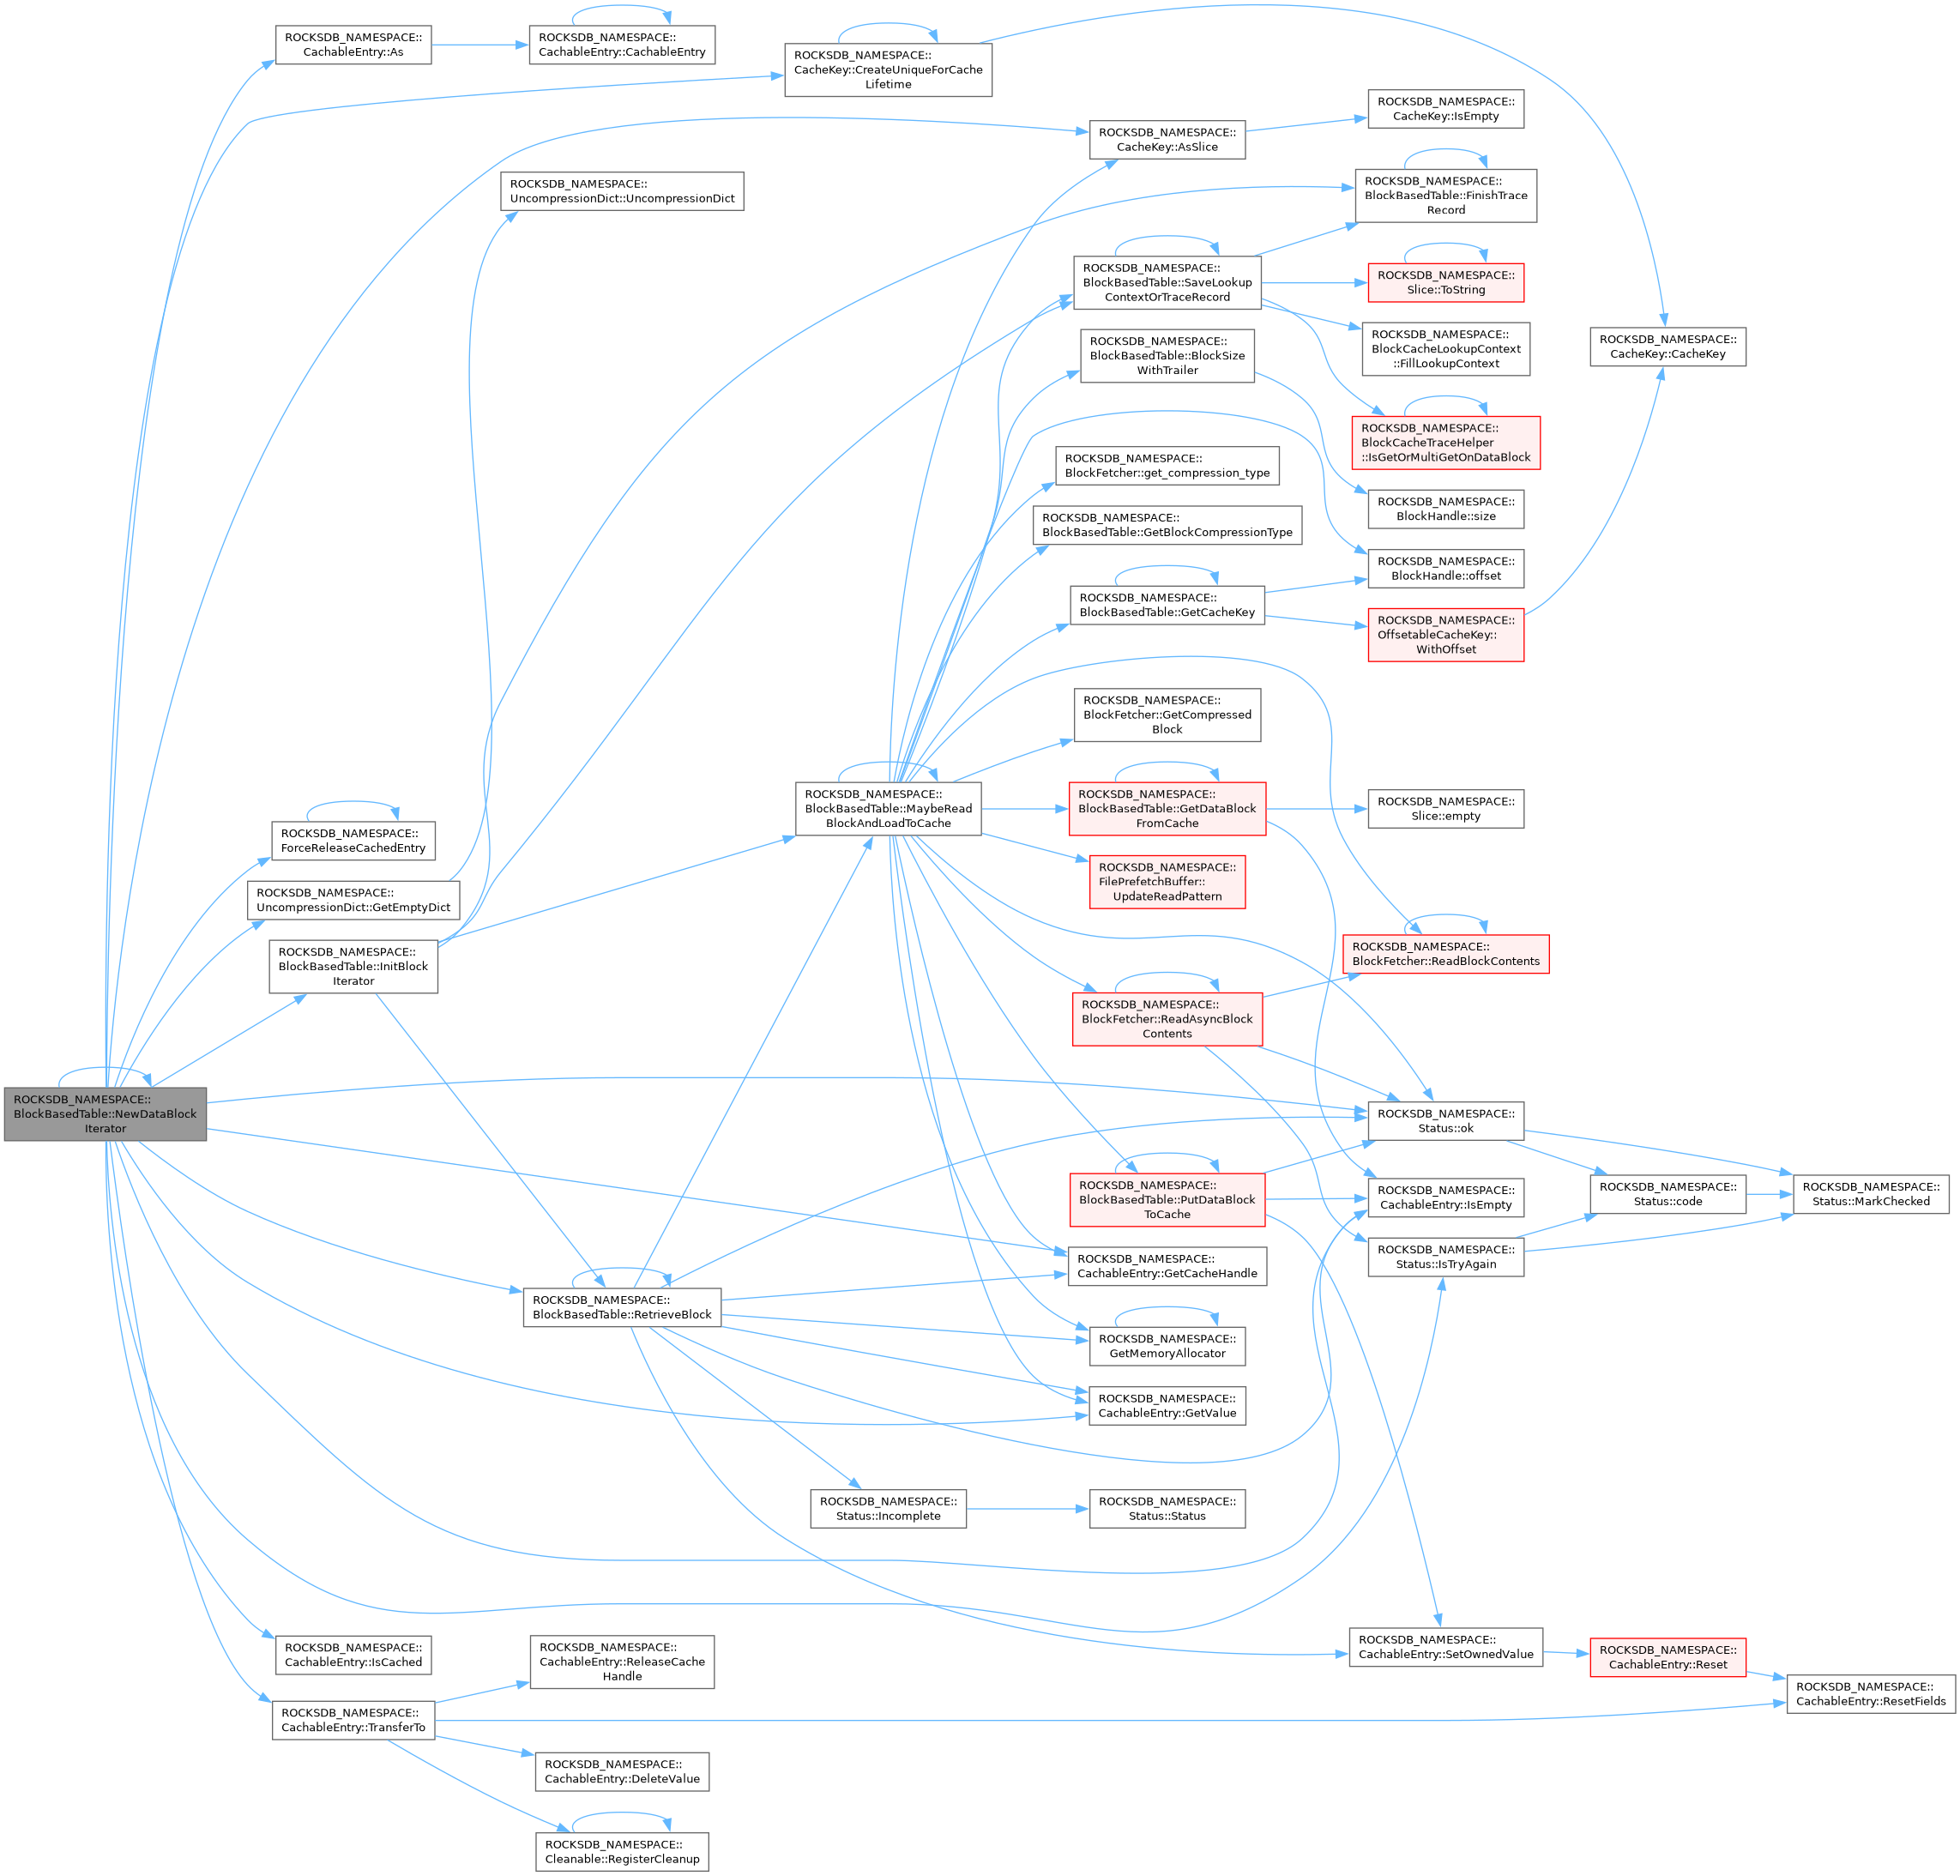 ROCKSDB_NAMESPACE::
CachableEntry::As
ROCKSDB_NAMESPACE::
CachableEntry::CachableEntry
ROCKSDB_NAMESPACE::
CacheKey::CreateUniqueForCache
Lifetime
ROCKSDB_NAMESPACE::
CacheKey::IsEmpty
ROCKSDB_NAMESPACE::
CacheKey::AsSlice
ROCKSDB_NAMESPACE::
UncompressionDict::UncompressionDict
ROCKSDB_NAMESPACE::
BlockBasedTable::FinishTrace
Record
ROCKSDB_NAMESPACE::
BlockBasedTable::SaveLookup
ContextOrTraceRecord
ROCKSDB_NAMESPACE::
Slice::ToString
ROCKSDB_NAMESPACE::
BlockCacheLookupContext
::FillLookupContext
ROCKSDB_NAMESPACE::
CacheKey::CacheKey
ROCKSDB_NAMESPACE::
BlockBasedTable::BlockSize
WithTrailer
ROCKSDB_NAMESPACE::
BlockCacheTraceHelper
::IsGetOrMultiGetOnDataBlock
ROCKSDB_NAMESPACE::
BlockFetcher::get_compression_type
ROCKSDB_NAMESPACE::
BlockHandle::size
ROCKSDB_NAMESPACE::
BlockBasedTable::GetBlockCompressionType
ROCKSDB_NAMESPACE::
BlockHandle::offset
ROCKSDB_NAMESPACE::
BlockBasedTable::GetCacheKey
ROCKSDB_NAMESPACE::
OffsetableCacheKey::
WithOffset
ROCKSDB_NAMESPACE::
BlockFetcher::GetCompressed
Block
ROCKSDB_NAMESPACE::
BlockBasedTable::MaybeRead
BlockAndLoadToCache
ROCKSDB_NAMESPACE::
BlockBasedTable::GetDataBlock
FromCache
ROCKSDB_NAMESPACE::
Slice::empty
ROCKSDB_NAMESPACE::
ForceReleaseCachedEntry
ROCKSDB_NAMESPACE::
FilePrefetchBuffer::
UpdateReadPattern
ROCKSDB_NAMESPACE::
UncompressionDict::GetEmptyDict
ROCKSDB_NAMESPACE::
BlockBasedTable::InitBlock
Iterator
ROCKSDB_NAMESPACE::
BlockFetcher::ReadBlockContents
ROCKSDB_NAMESPACE::
BlockFetcher::ReadAsyncBlock
Contents
ROCKSDB_NAMESPACE::
BlockBasedTable::NewDataBlock
Iterator
ROCKSDB_NAMESPACE::
Status::ok
ROCKSDB_NAMESPACE::
BlockBasedTable::PutDataBlock
ToCache
ROCKSDB_NAMESPACE::
CachableEntry::IsEmpty
ROCKSDB_NAMESPACE::
Status::code
ROCKSDB_NAMESPACE::
Status::MarkChecked
ROCKSDB_NAMESPACE::
CachableEntry::GetCacheHandle
ROCKSDB_NAMESPACE::
Status::IsTryAgain
ROCKSDB_NAMESPACE::
BlockBasedTable::RetrieveBlock
ROCKSDB_NAMESPACE::
GetMemoryAllocator
ROCKSDB_NAMESPACE::
CachableEntry::GetValue
ROCKSDB_NAMESPACE::
Status::Incomplete
ROCKSDB_NAMESPACE::
Status::Status
ROCKSDB_NAMESPACE::
CachableEntry::IsCached
ROCKSDB_NAMESPACE::
CachableEntry::ReleaseCache
Handle
ROCKSDB_NAMESPACE::
CachableEntry::SetOwnedValue
ROCKSDB_NAMESPACE::
CachableEntry::Reset
ROCKSDB_NAMESPACE::
CachableEntry::ResetFields
ROCKSDB_NAMESPACE::
CachableEntry::TransferTo
ROCKSDB_NAMESPACE::
CachableEntry::DeleteValue
ROCKSDB_NAMESPACE::
Cleanable::RegisterCleanup